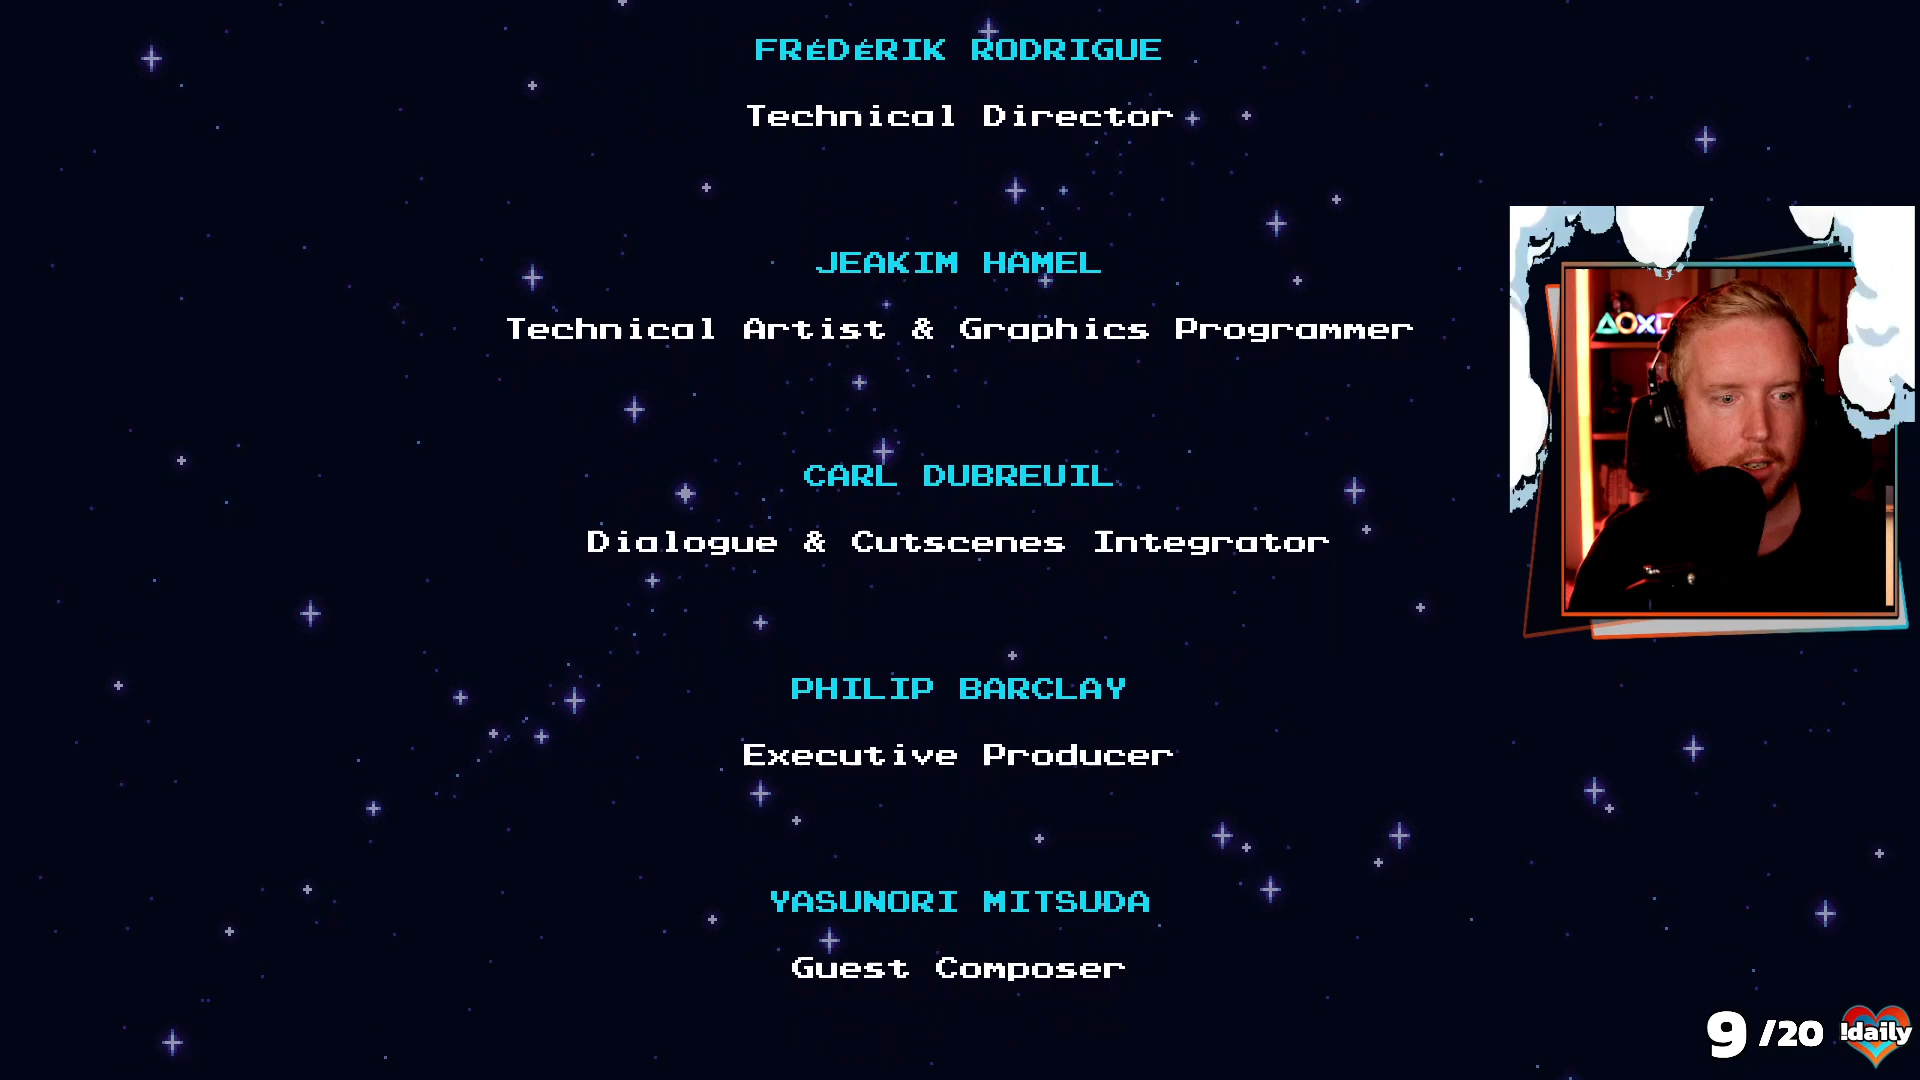 FRÉDÉRIK RODRIGUE
Technical Director
JEAKIM HAMEL
Technical Artist & Graphics Programmer
CARL DUBREUIL
Dialogue & Cutscenes Integrator
PHILIP BARCLAY
Executive Producer
YASUNORI MITSUDA
Guest Composer
9 /20 !daily